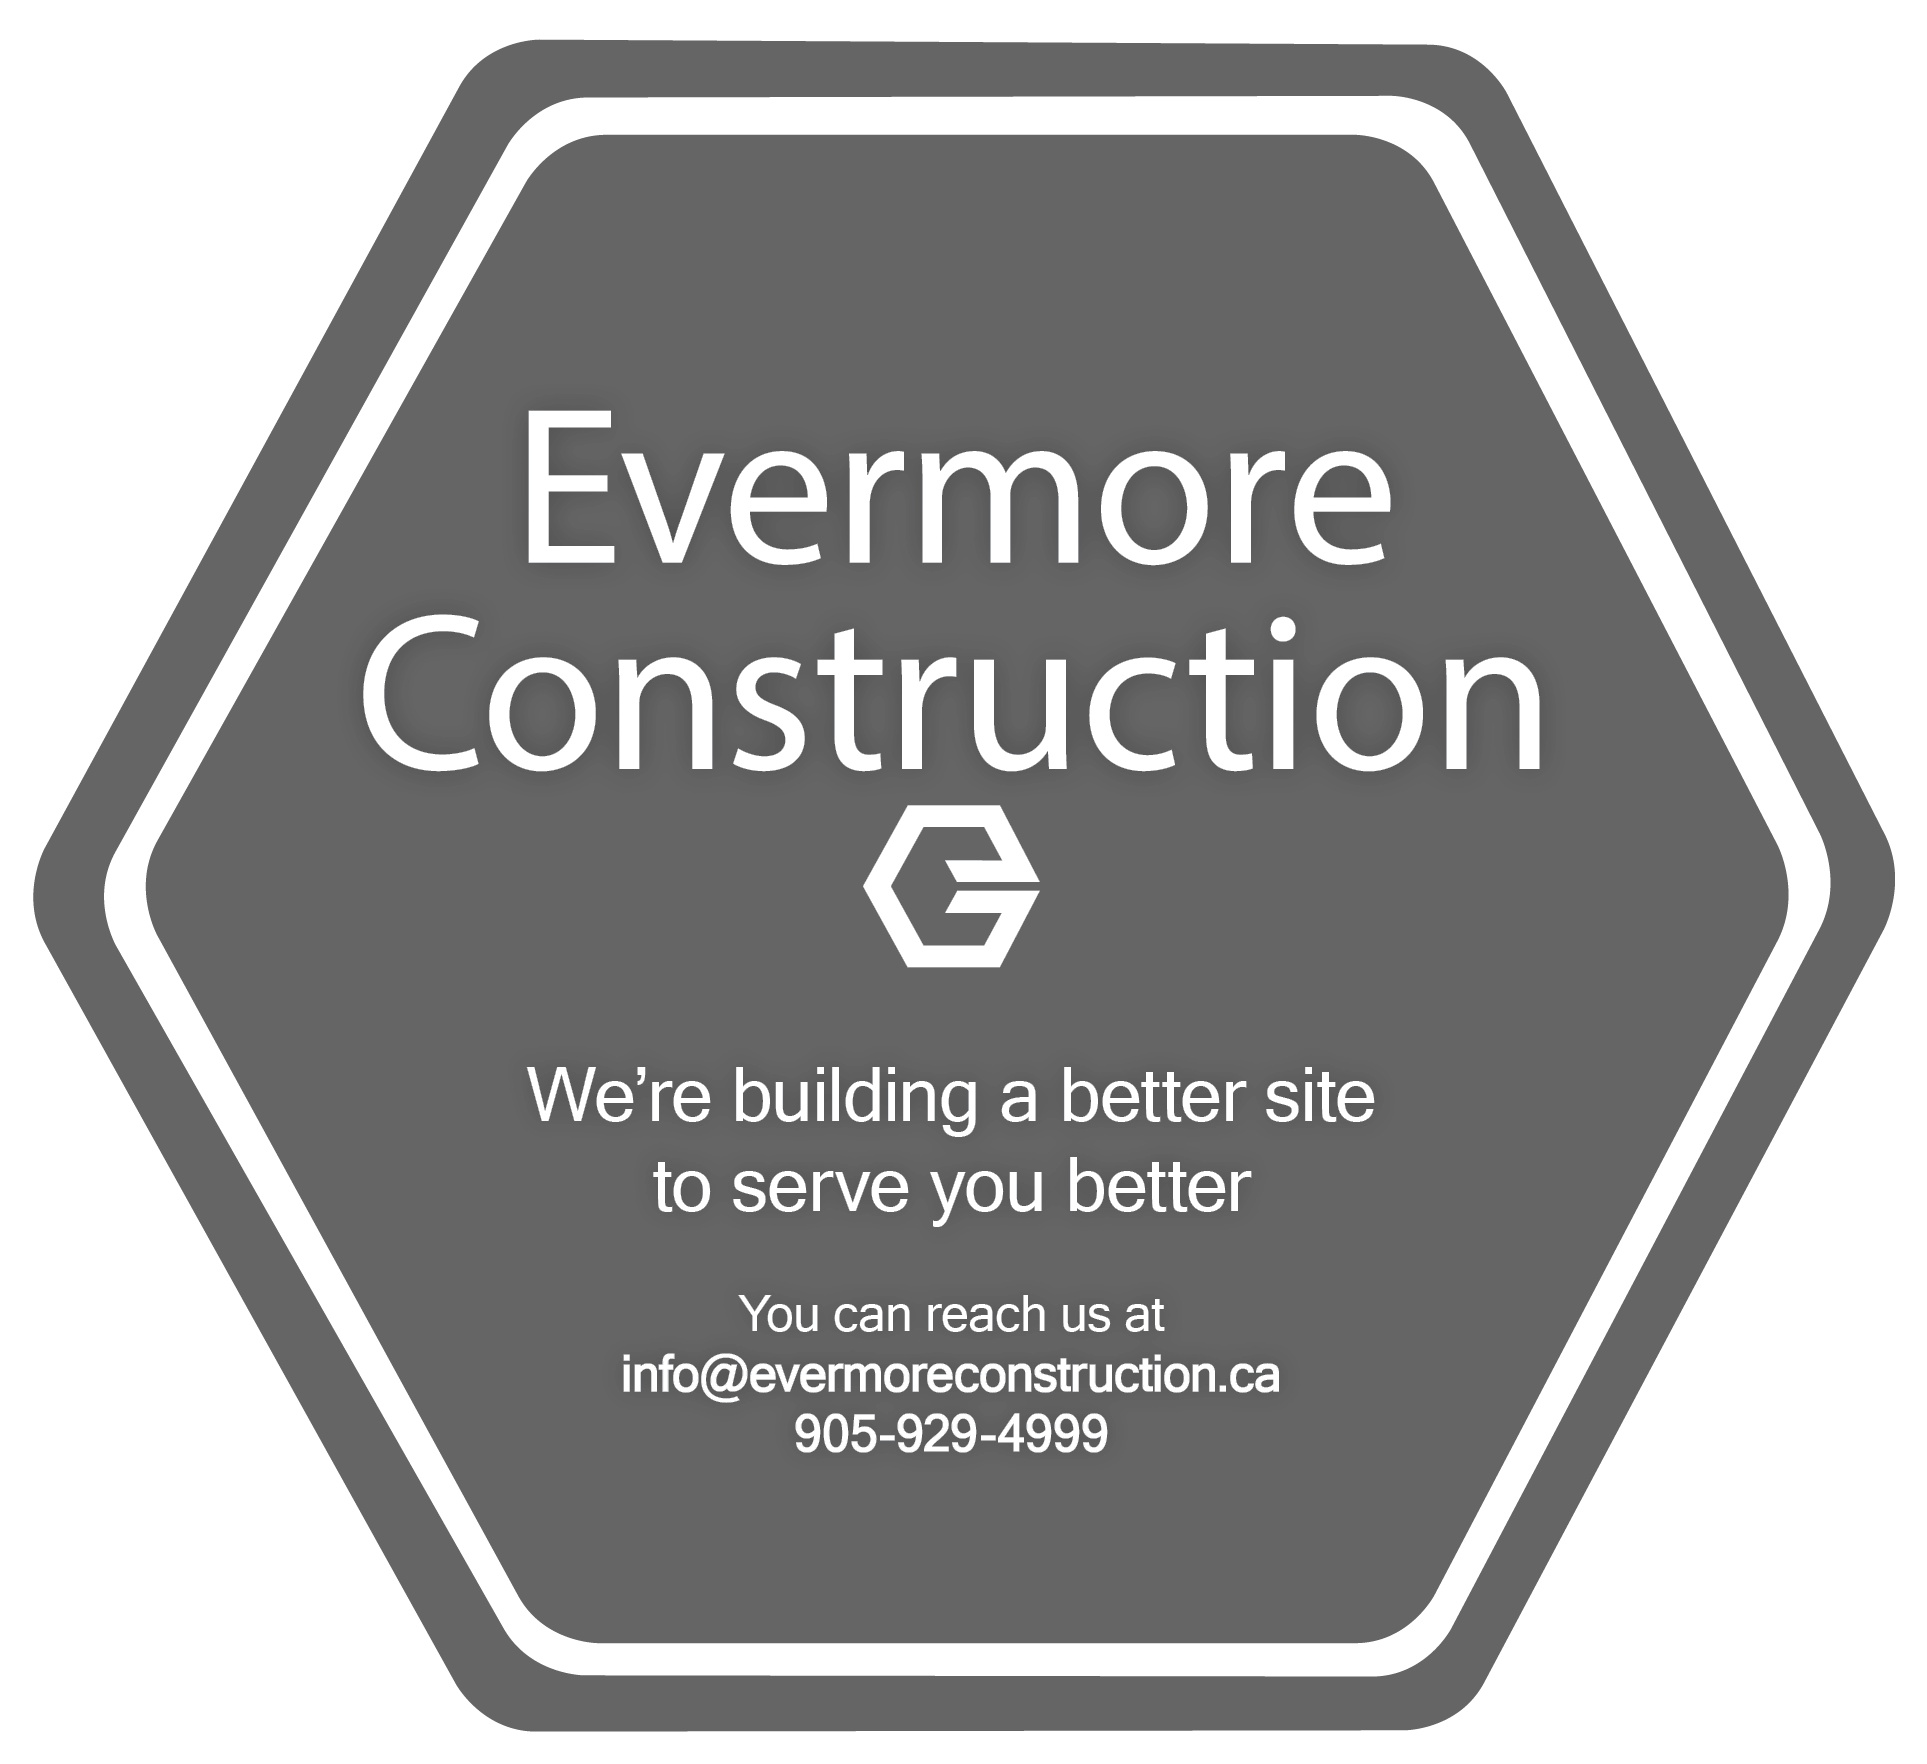 Evermore
Construction
We’re building a better site
to serve you better
You can reach us at
info@evermoreconstruction.ca
905-929-4999